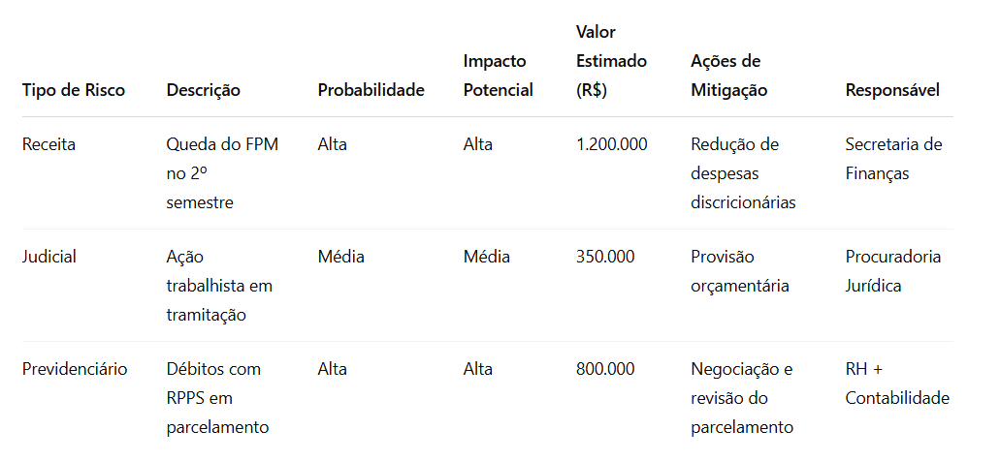 Tipo de Risco
Descrição
Probabilidade
Impacto
Potencial
Valor
Estimado
(R$)
Ações de
Mitigação
Responsável
Receita
Queda do FPM
no 2º
semestre
Alta
Alta
1.200.000
Redução de
despesas
discricionárias
Secretaria de
Finanças
Judicial
Ação
trabalhista em
tramitação
Média
Média
350.000
Provisão
orçamentária
Procuradoria
Jurídica
Previdenciário
Débitos com
RPPS em
parcelamento
Alta
Alta
800.000
Negociação e
revisão do
parcelamento
RH +
Contabilidade